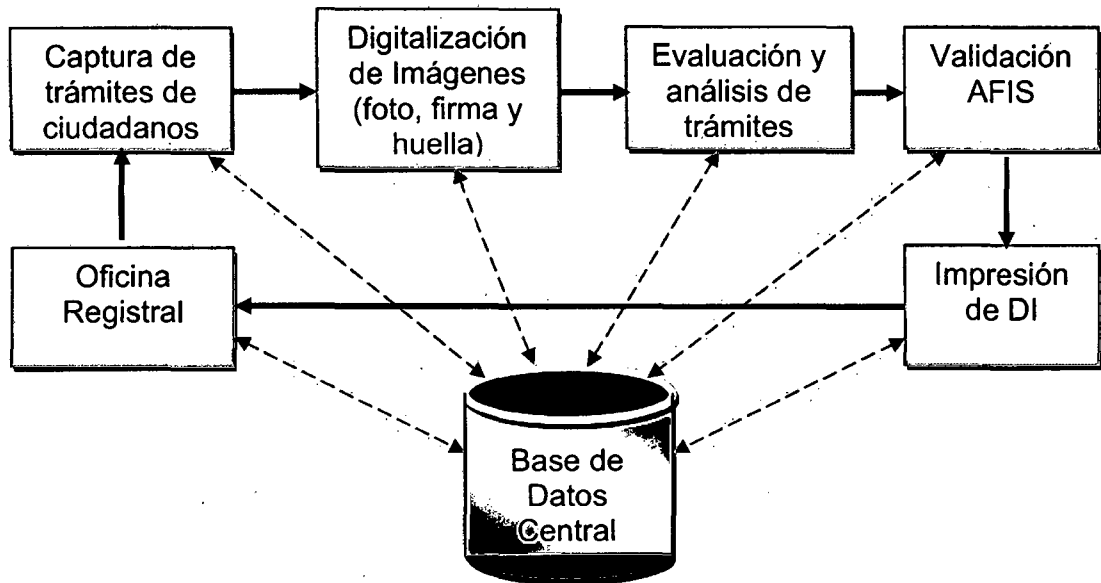 Captura de
trámites de
ciudadanos
Digitalización
de Imágenes
(foto, firma y
huella)
Evaluación y
análisis de
trámites
Validación
AFIS
Oficina
Registral
Impresión
de DI
Base de
Datos
Central